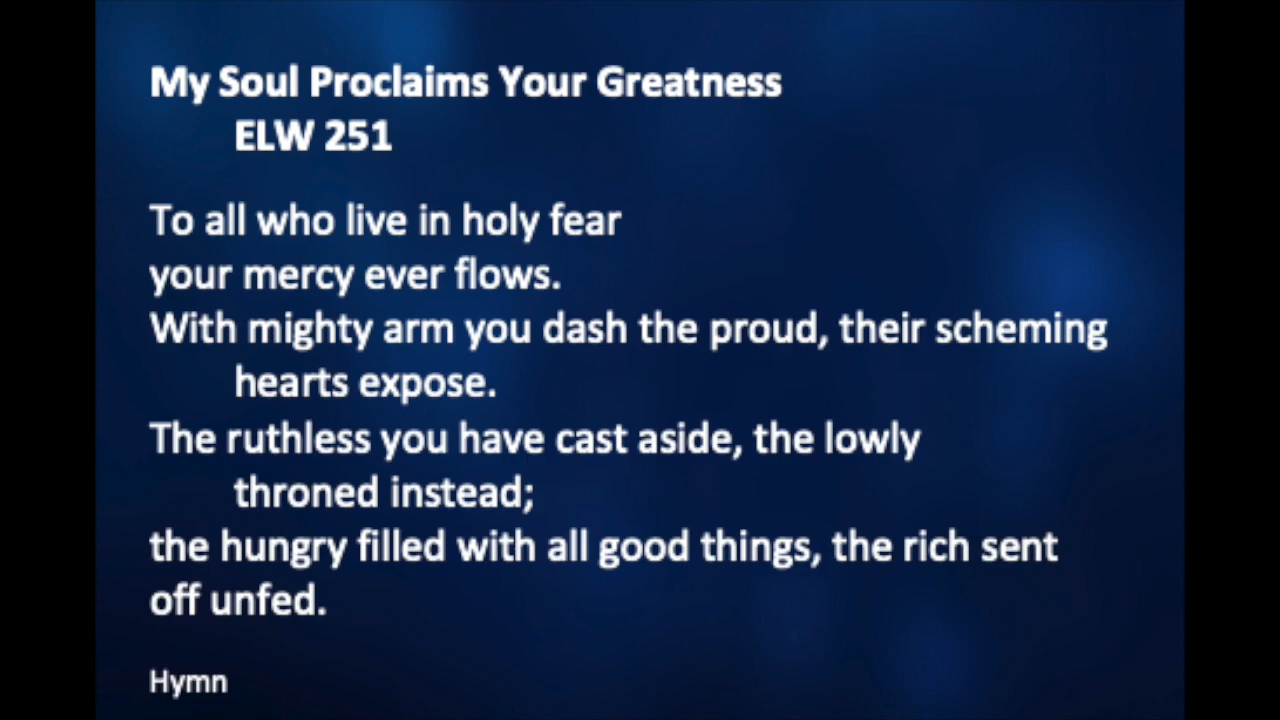 My Soul Proclaims Your Greatness
ELW 251
To all who live in holy fear
your mercy ever flows.
With mighty arm you dash the proud, their scheming
hearts expose.
The ruthless you have cast aside, the lowly
throned instead;
the hungry filled with all good things, the rich sent
off unfed.
Hymn